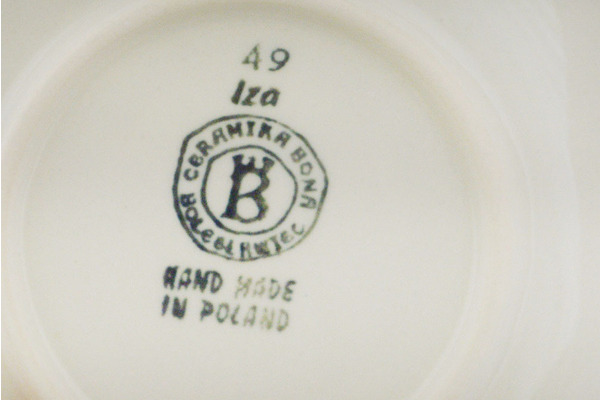 49
Iza
CERAMIKA BONA
B
BOLESŁAWIEC
HAND MADE
IN POLAND